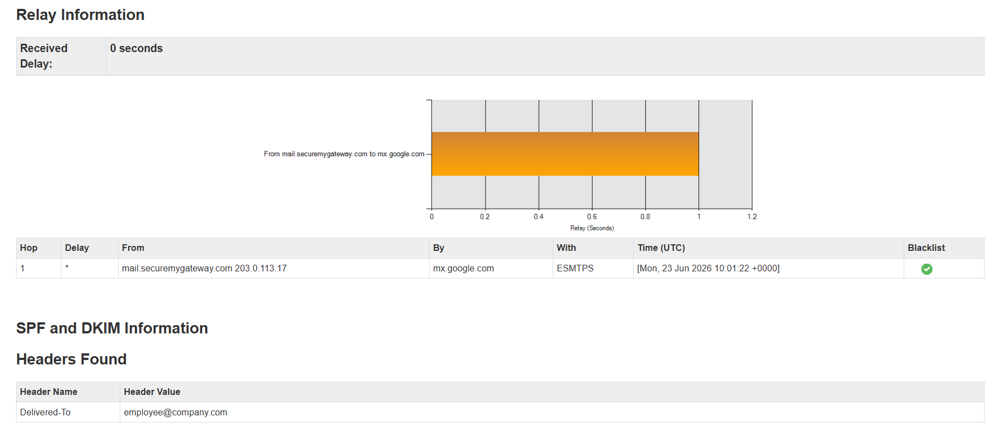 Relay Information
Received
Delay:
0 seconds
From mail.securemygateway.com to mx.google.com
0 0.2 0.4 0.6 0.8 1 1.2
Relay (Seconds)
Hop Delay From By With Time (UTC) Blacklist
1 * mail.securemygateway.com 203.0.113.17 mx.google.com ESMTPS [Mon, 23 Jun 2026 10:01:22 +0000]
SPF and DKIM Information
Headers Found
Header Name Header Value
Delivered-To employee@company.com